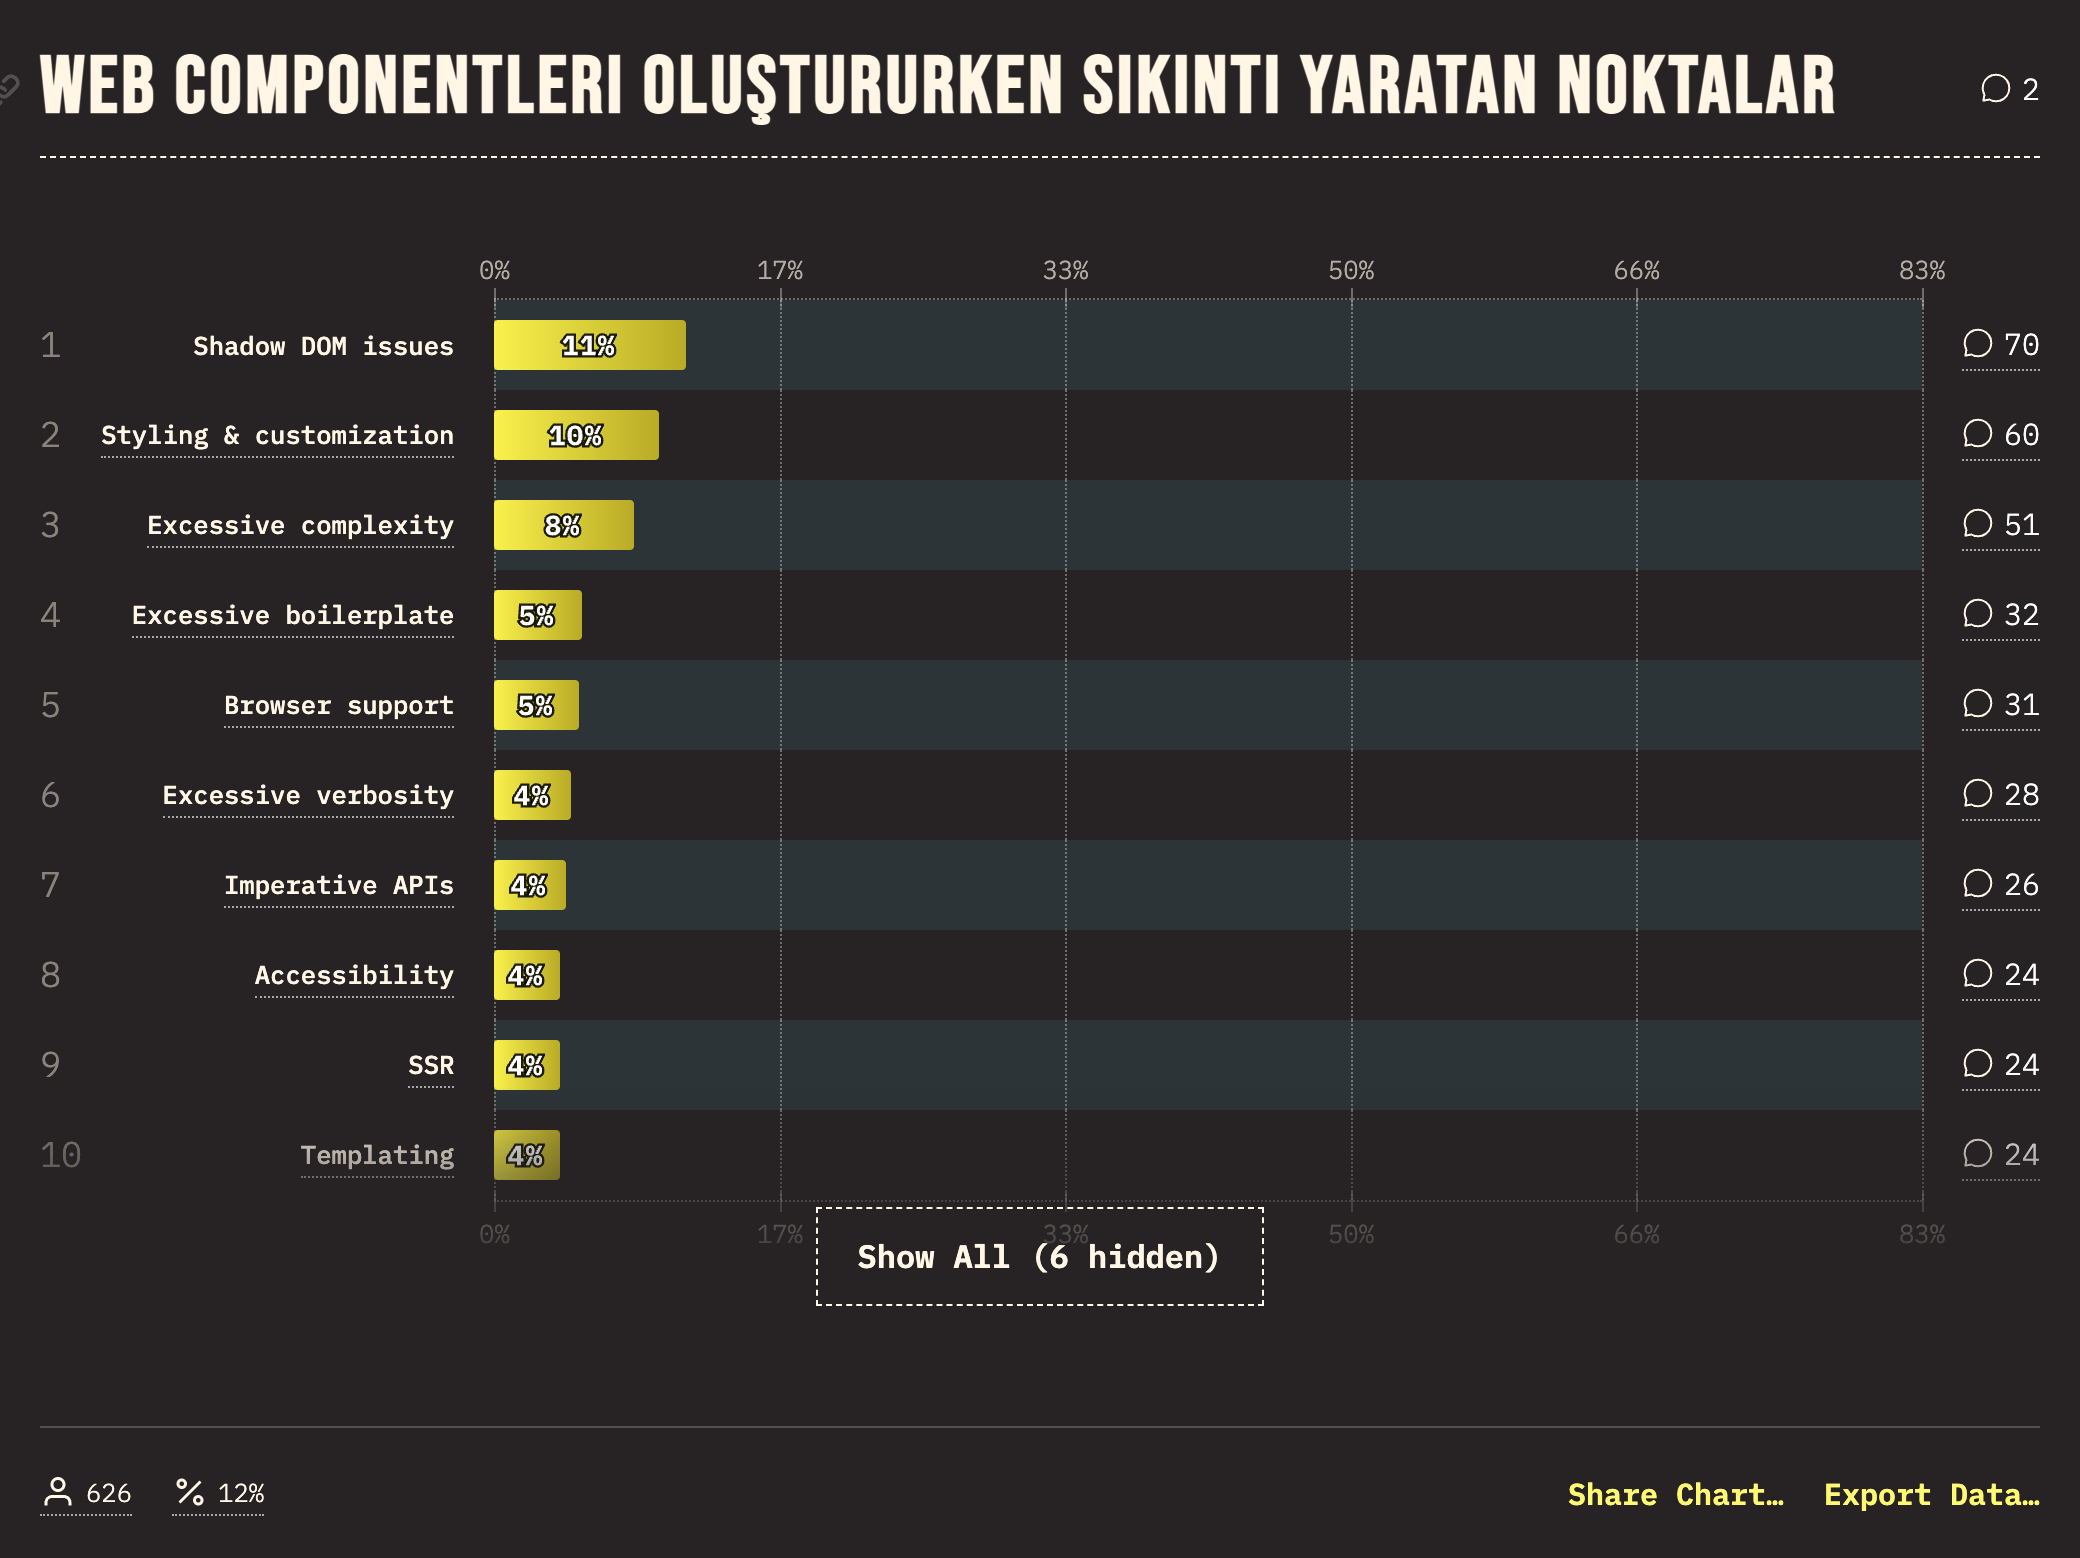 WEB COMPONENTLERI OLUŞTURURKEN SIKINTI YARATAN NOKTALAR 2
0% 17% 33% 50% 66% 83%
1 Shadow DOM issues 11% 70
2 Styling & customization 10% 60
3 Excessive complexity 8% 51
4 Excessive boilerplate 5% 32
5 Browser support 5% 31
6 Excessive verbosity 4% 28
7 Imperative APIs 4% 26
8 Accessibility 4% 24
9 SSR 4% 24
10 Templating 4% 24
0% 17% 33% 50% 66% 83%
Show All (6 hidden)
626 12% Share Chart… Export Data…